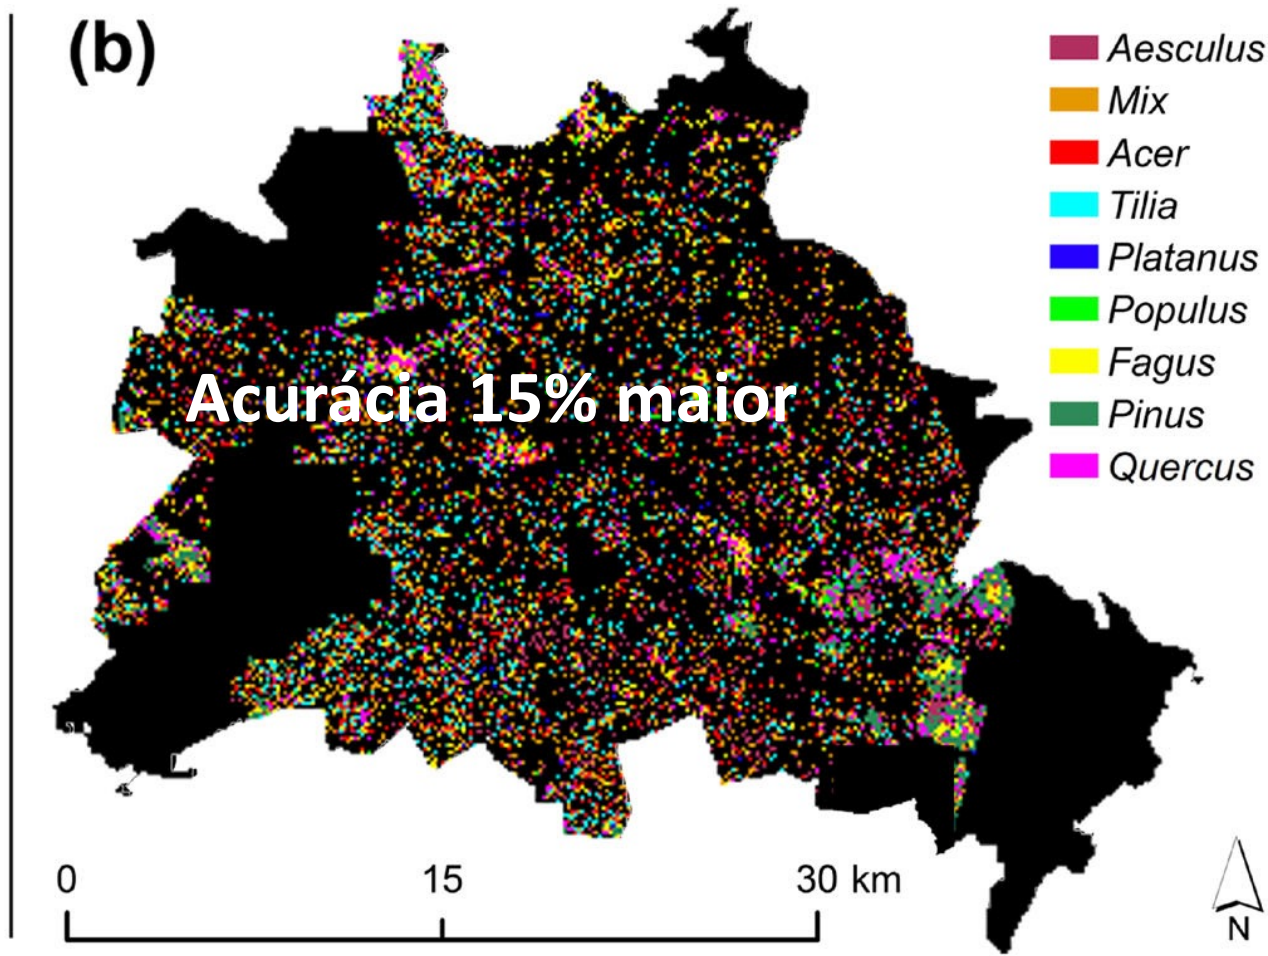 (b)
Aesculus
Mix
Acer
Tilia
Platanus
Populus
Fagus
Pinus
Quercus
Acurácia 15% maior
0 15 30 km
N